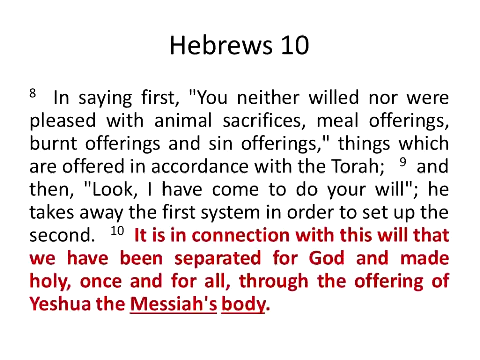 Hebrews 10
8 In saying first, "You neither willed nor were
pleased with animal sacrifices, meal offerings,
burnt offerings and sin offerings," things which
are offered in accordance with the Torah; 9 and
then, "Look, I have come to do your will"; he
takes away the first system in order to set up the
second. 10 It is in connection with this will that
we have been separated for God and made
holy, once and for all, through the offering of
Yeshua the Messiah's body.